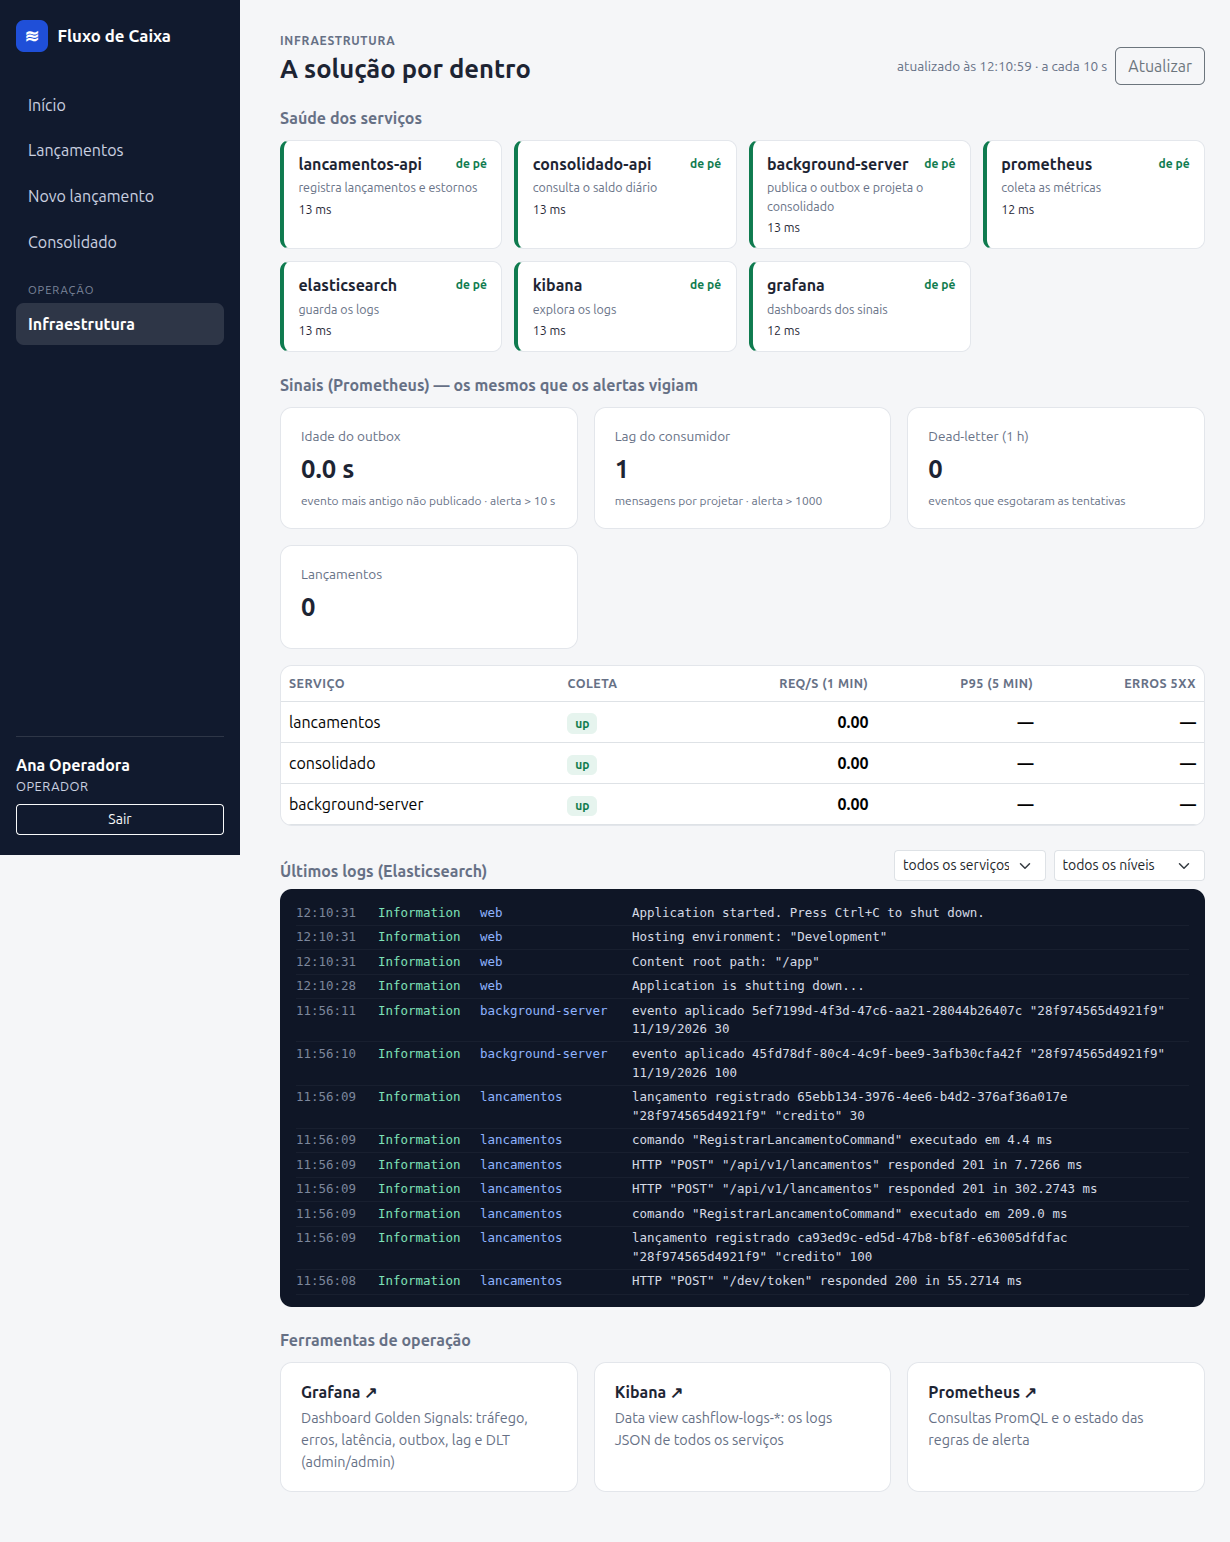 ≋ Fluxo de Caixa
Início
Lançamentos
Novo lançamento
Consolidado
OPERAÇÃO
Infraestrutura
Ana Operadora
OPERADOR
Sair
INFRAESTRUTURA
A solução por dentro
atualizado às 12:10:59 · a cada 10 s
Atualizar
Saúde dos serviços
lancamentos-api de pé
registra lançamentos e estornos
13 ms
consolidado-api de pé
consulta o saldo diário
13 ms
background-server de pé
publica o outbox e projeta o
consolidado
13 ms
prometheus de pé
coleta as métricas
12 ms
elasticsearch de pé
guarda os logs
13 ms
kibana de pé
explora os logs
13 ms
grafana de pé
dashboards dos sinais
12 ms
Sinais (Prometheus) — os mesmos que os alertas vigiam
Idade do outbox
0.0 s
evento mais antigo não publicado · alerta > 10 s
Lag do consumidor
1
mensagens por projetar · alerta > 1000
Dead-letter (1 h)
0
eventos que esgotaram as tentativas
Lançamentos
0
SERVIÇO COLETA REQ/S (1 MIN) P95 (5 MIN) ERROS 5XX
lancamentos up 0.00 — —
consolidado up 0.00 — —
background-server up 0.00 — —
Últimos logs (Elasticsearch)
todos os serviços
todos os níveis
12:10:31 Information web Application started. Press Ctrl+C to shut down.
12:10:31 Information web Hosting environment: "Development"
12:10:31 Information web Content root path: "/app"
12:10:28 Information web Application is shutting down...
11:56:11 Information background-server evento aplicado 5ef7199d-4f3d-47c6-aa21-28044b26407c "28f974565d4921f9"
11/19/2026 30
11:56:10 Information background-server evento aplicado 45fd78df-80c4-4c9f-bee9-3afb30cfa42f "28f974565d4921f9"
11/19/2026 100
11:56:09 Information lancamentos lançamento registrado 65ebb134-3976-4ee6-b4d2-376af36a017e
"28f974565d4921f9" "credito" 30
11:56:09 Information lancamentos comando "RegistrarLancamentoCommand" executado em 4.4 ms
11:56:09 Information lancamentos HTTP "POST" "/api/v1/lancamentos" responded 201 in 7.7266 ms
11:56:09 Information lancamentos HTTP "POST" "/api/v1/lancamentos" responded 201 in 302.2743 ms
11:56:09 Information lancamentos comando "RegistrarLancamentoCommand" executado em 209.0 ms
11:56:09 Information lancamentos lançamento registrado ca93ed9c-ed5d-47b8-bf8f-e63005dfdfac
"28f974565d4921f9" "credito" 100
11:56:08 Information lancamentos HTTP "POST" "/dev/token" responded 200 in 55.2714 ms
Ferramentas de operação
Grafana ↗
Dashboard Golden Signals: tráfego,
erros, latência, outbox, lag e DLT
(admin/admin)
Kibana ↗
Data view cashflow-logs-*: os logs
JSON de todos os serviços
Prometheus ↗
Consultas PromQL e o estado das
regras de alerta